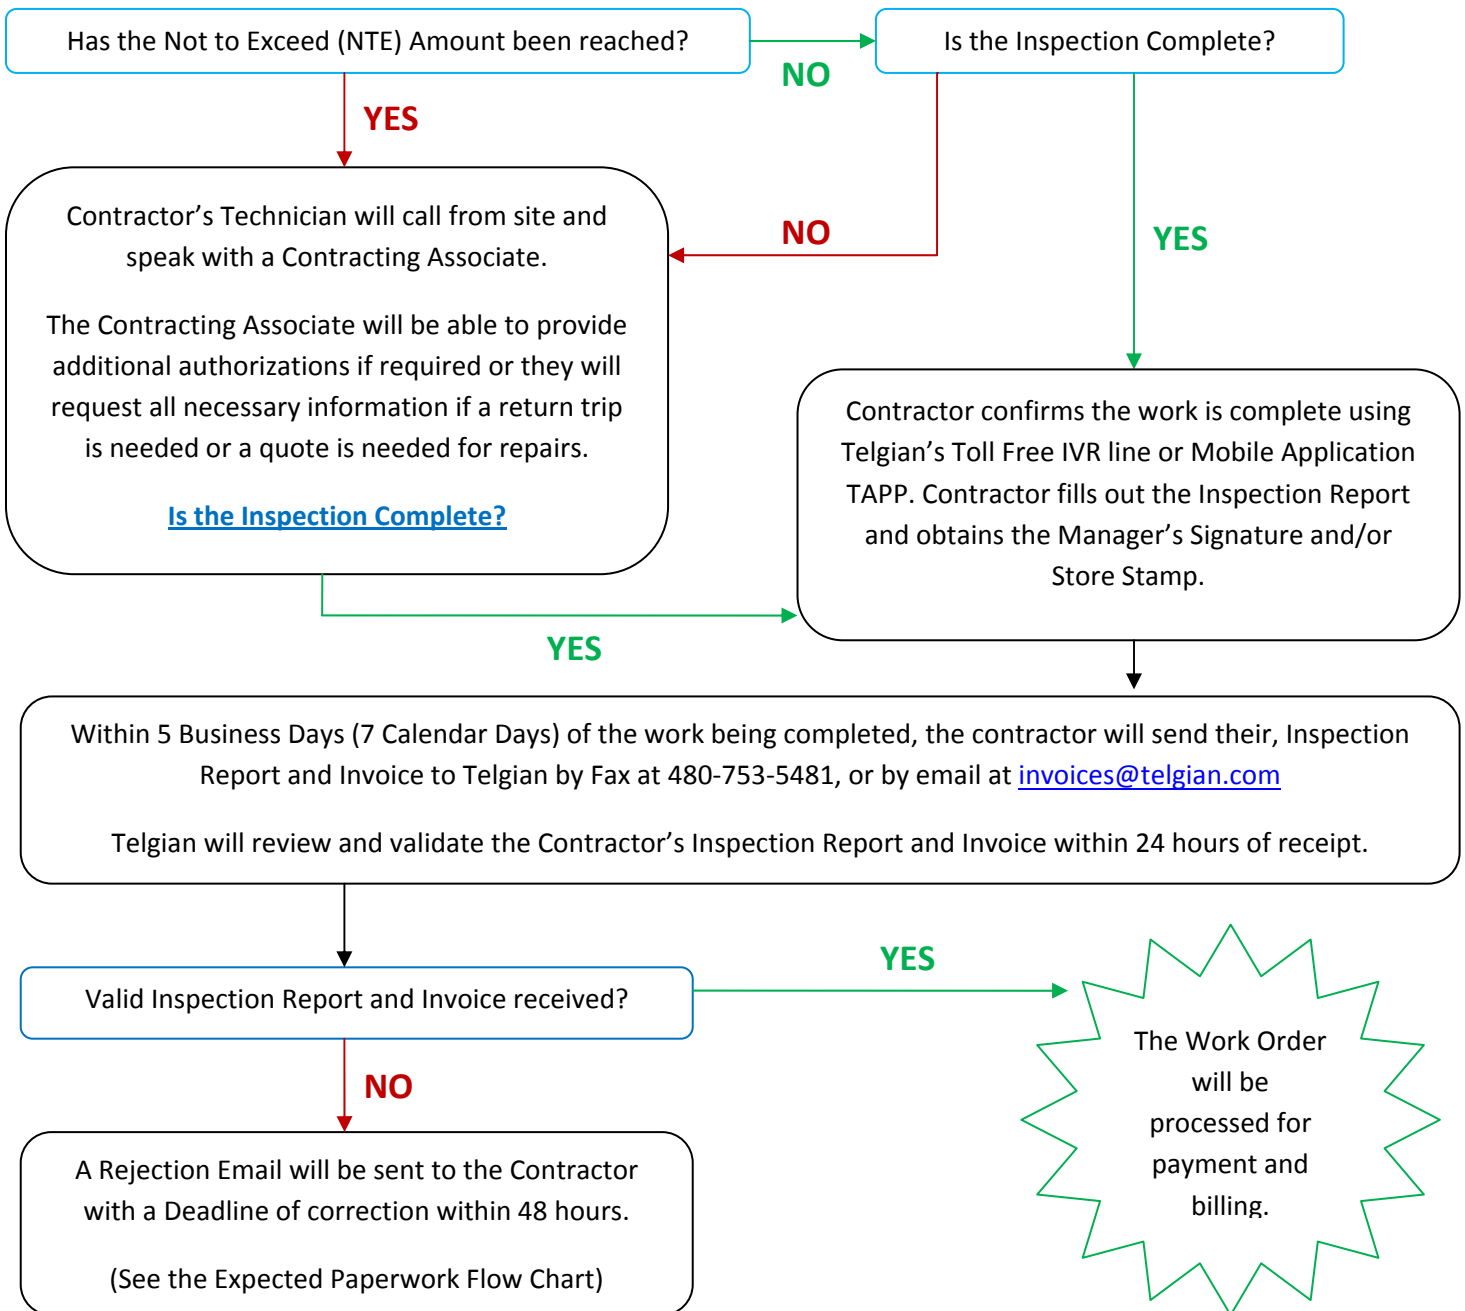 Has the Not to Exceed (NTE) Amount been reached?
NO
Is the Inspection Complete?
YES
Contractor’s Technician will call from site and
speak with a Contracting Associate.
The Contracting Associate will be able to provide
additional authorizations if required or they will
request all necessary information if a return trip
is needed or a quote is needed for repairs.
Is the Inspection Complete?
NO
YES
Contractor confirms the work is complete using
Telgian’s Toll Free IVR line or Mobile Application
TAPP. Contractor fills out the Inspection Report
and obtains the Manager’s Signature and/or
Store Stamp.
YES
Within 5 Business Days (7 Calendar Days) of the work being completed, the contractor will send their, Inspection
Report and Invoice to Telgian by Fax at 480-753-5481, or by email at invoices@telgian.com
Telgian will review and validate the Contractor’s Inspection Report and Invoice within 24 hours of receipt.
Valid Inspection Report and Invoice received?
YES
The Work Order
will be
processed for
payment and
billing.
NO
A Rejection Email will be sent to the Contractor
with a Deadline of correction within 48 hours.
(See the Expected Paperwork Flow Chart)